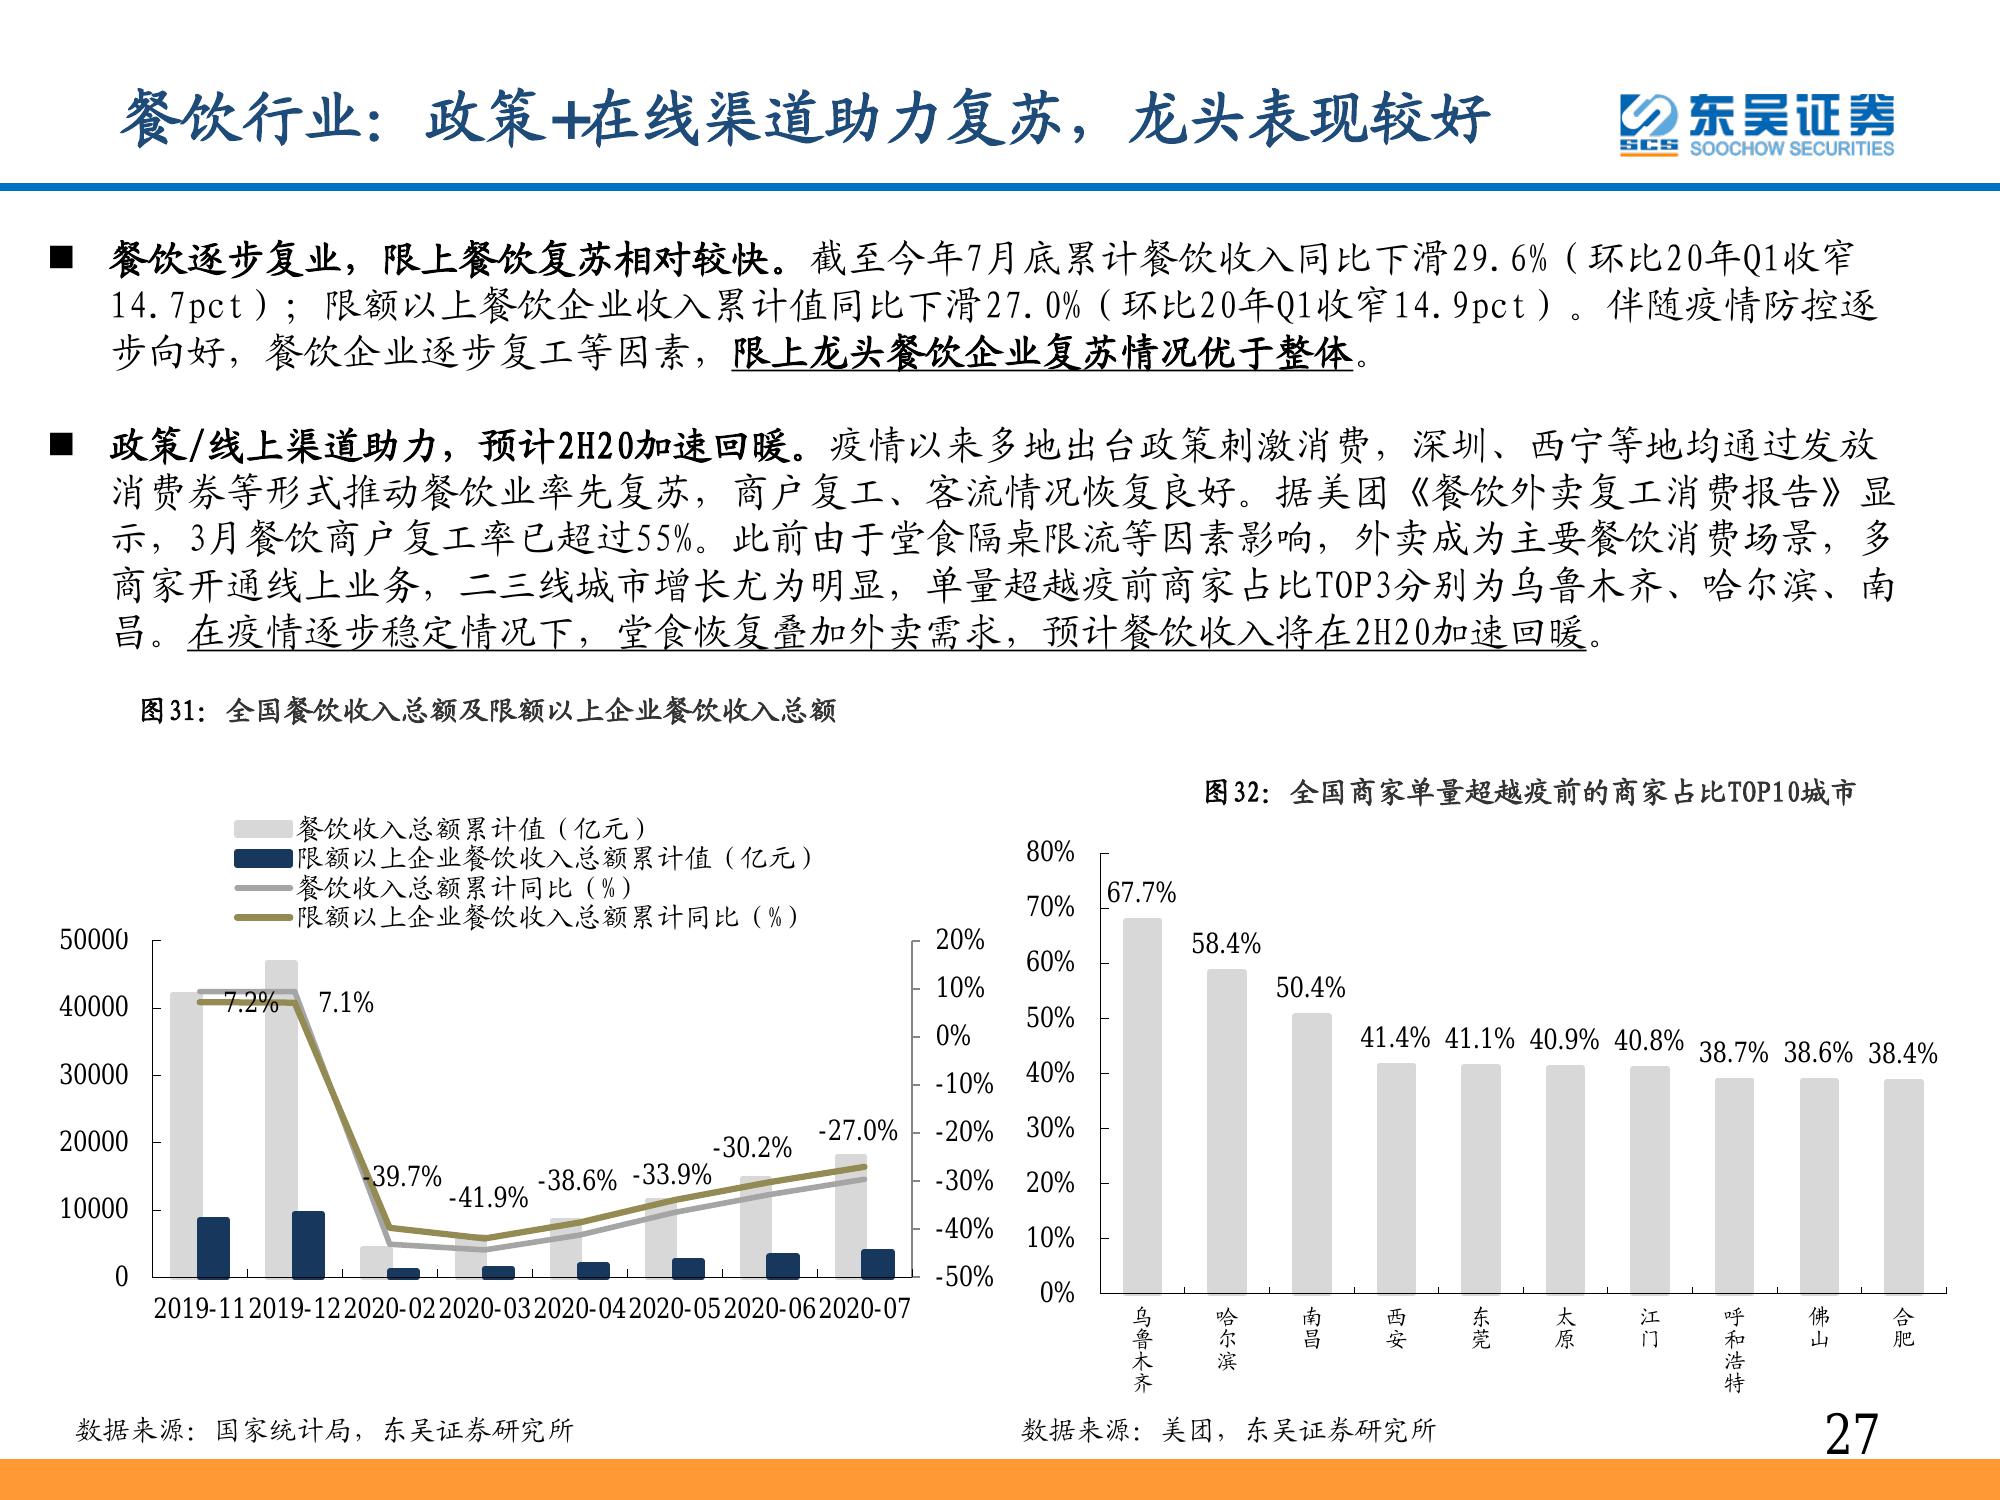 餐饮行业：政策+在线渠道助力复苏，龙头表现较好
东吴证券
SCS
SOOCHOW SECURITIES
■ 餐饮逐步复业，限上餐饮复苏相对较快。截至今年7月底累计餐饮收入同比下滑29.6%（环比20年Q1收窄
14.7pct）；限额以上餐饮企业收入累计值同比下滑27.0%（环比20年Q1收窄14.9pct）。伴随疫情防控逐
步向好，餐饮企业逐步复工等因素，限上龙头餐饮企业复苏情况优于整体。
■ 政策/线上渠道助力，预计2H20加速回暖。疫情以来多地出台政策刺激消费，深圳、西宁等地均通过发放
消费券等形式推动餐饮业率先复苏，商户复工、客流情况恢复良好。据美团《餐饮外卖复工消费报告》显
示，3月餐饮商户复工率已超过55%。此前由于堂食隔桌限流等因素影响，外卖成为主要餐饮消费场景，多
商家开通线上业务，二三线城市增长尤为明显，单量超越疫前商家占比TOP3分别为乌鲁木齐、哈尔滨、南
昌。在疫情逐步稳定情况下，堂食恢复叠加外卖需求，预计餐饮收入将在2H20加速回暖。
图31：全国餐饮收入总额及限额以上企业餐饮收入总额
餐饮收入总额累计值（亿元）
限额以上企业餐饮收入总额累计值（亿元）
餐饮收入总额累计同比（%）
限额以上企业餐饮收入总额累计同比（%）
50000
40000
30000
20000
10000
0
7.2% 7.1% -39.7% -41.9% -38.6% -33.9% -30.2% -27.0%
20%
10%
0%
-10%
-20%
-30%
-40%
-50%
2019-11 2019-12 2020-02 2020-03 2020-04 2020-05 2020-06 2020-07
数据来源：国家统计局，东吴证券研究所
图32：全国商家单量超越疫前的商家占比TOP10城市
80%
70%
60%
50%
40%
30%
20%
10%
0%
67.7% 58.4% 50.4% 41.4% 41.1% 40.9% 40.8% 38.7% 38.6% 38.4%
乌鲁木齐 哈尔滨 南昌 西安 东莞 太原 江门 呼和浩特 佛山 合肥
数据来源：美团，东吴证券研究所
27